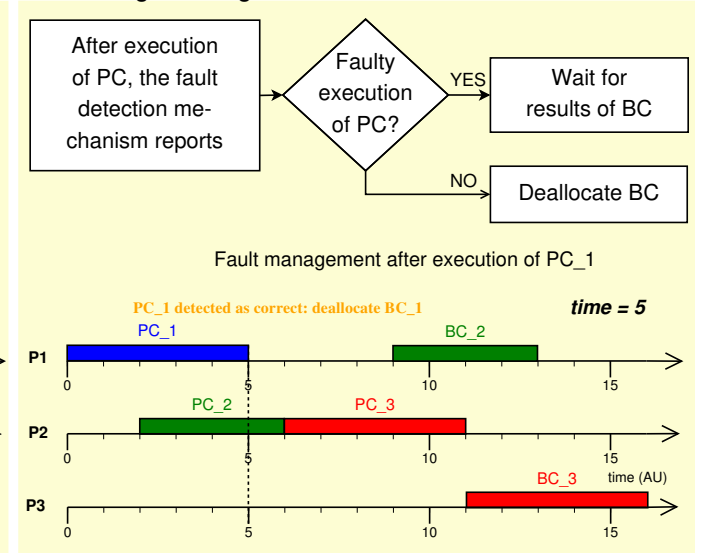 After execution
of PC, the fault
detection me-
chanism reports
Faulty
execution
of PC?
YES
Wait for
results of BC
NO
Deallocate BC
Fault management after execution of PC_1
PC_1 detected as correct: deallocate BC_1
time = 5
PC_1
BC_2
P1
0
5
10
15
PC_2
PC_3
P2
0
5
10
15
BC_3
time (AU)
P3
0
5
10
15